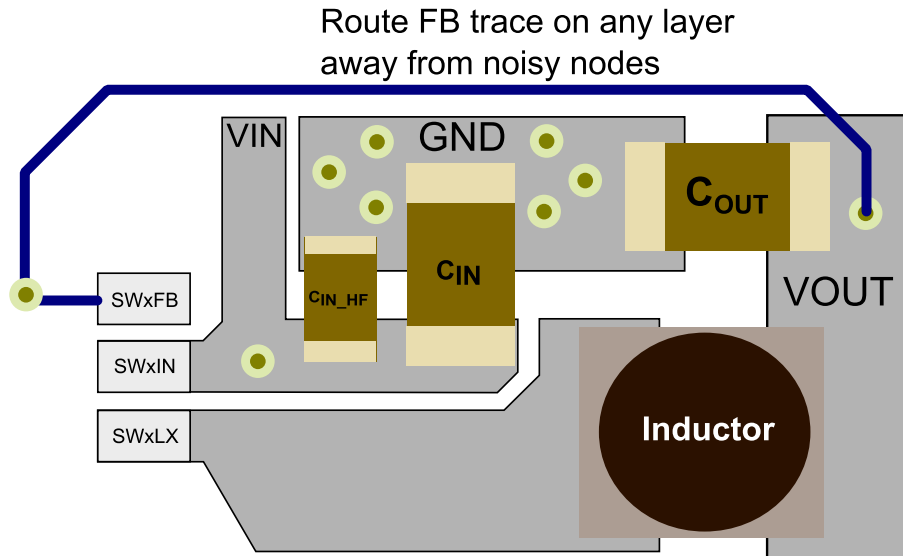 Route FB trace on any layer
away from noisy nodes
VIN
GND
COUT
CIN
CIN_HF
VOUT
SWxFB
SWxIN
SWxLX
Inductor